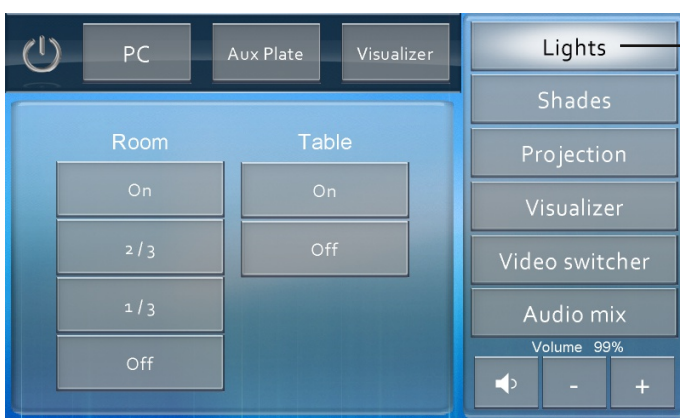 PC
Aux Plate
Visualizer
Lights
Shades
Projection
Visualizer
Video switcher
Audio mix
Volume 99%
-
+
Room
On
2/3
1/3
Off
Table
On
Off